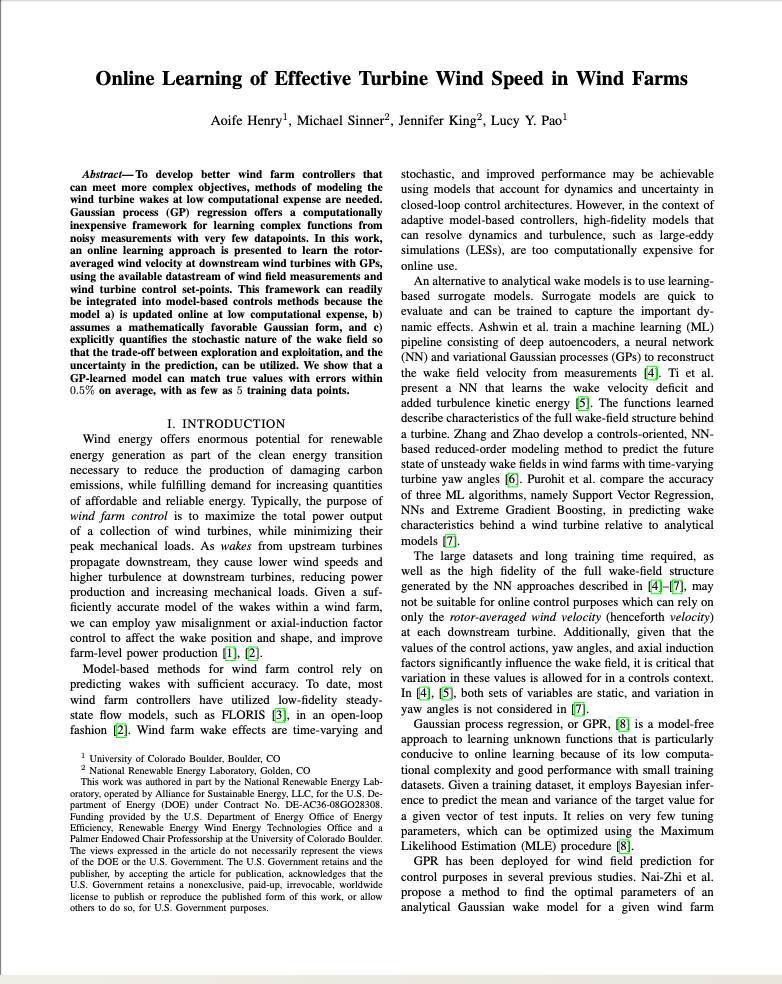 Online Learning of Effective Turbine Wind Speed in Wind Farms
Aoife Henry1, Michael Sinner2, Jennifer King2, Lucy Y. Pao1
Abstract—To develop better wind farm controllers that
can meet more complex objectives, methods of modeling the
wind turbine wakes at low computational expense are needed.
Gaussian process (GP) regression offers a computationally
inexpensive framework for learning complex functions from
noisy measurements with very few datapoints. In this work,
an online learning approach is presented to learn the rotor-
averaged wind velocity at downstream wind turbines with GPs,
using the available datastream of wind field measurements and
wind turbine control set-points. This framework can readily
be integrated into model-based controls methods because the
model a) is updated online at low computational expense, b)
assumes a mathematically favorable Gaussian form, and c)
explicitly quantifies the stochastic nature of the wake field so
that the trade-off between exploration and exploitation, and the
uncertainty in the prediction, can be utilized. We show that
a GP-learned model can match true values with errors within
0.5% on average, with as few as 5 training data points.
I. INTRODUCTION
Wind energy offers enormous potential for renewable
energy generation as part of the clean energy transition
necessary to reduce the production of damaging carbon
emissions, while fulfilling demand for increasing quantities
of affordable and reliable energy. Typically, the purpose of
wind farm control is to maximize the total power output
of a collection of wind turbines, while minimizing their
peak mechanical loads. As wakes from upstream turbines
propagate downstream, they cause lower wind speeds and
higher turbulence at downstream turbines, reducing power
production and increasing mechanical loads. Given a suf-
ficiently accurate model of the wakes within a wind farm,
we can employ yaw misalignment or axial-induction factor
control to affect the wake position and shape, and improve
farm-level power production [1], [2].
Model-based methods for wind farm control rely on
predicting wakes with sufficient accuracy. To date, most
wind farm controllers have utilized low-fidelity steady-
state flow models, such as FLORIS [3], in an open-loop
fashion [2]. Wind farm wake effects are time-varying and
1 University of Colorado Boulder, Boulder, CO
2 National Renewable Energy Laboratory, Golden, CO
This work was authored in part by the National Renewable Energy Lab-
oratory, operated by Alliance for Sustainable Energy, LLC, for the U.S. De-
partment of Energy (DOE) under Contract No. DE-AC36-08GO28308.
Funding provided by the U.S. Department of Energy Office of Energy
Efficiency, Renewable Energy Wind Energy Technologies Office and a
Palmer Endowed Chair Professorship at the University of Colorado Boulder.
The views expressed in the article do not necessarily represent the views
of the DOE or the U.S. Government. The U.S. Government retains and the
publisher, by accepting the article for publication, acknowledges that the
U.S. Government retains a nonexclusive, paid-up, irrevocable, worldwide
license to publish or reproduce the published form of this work, or allow
others to do so, for U.S. Government purposes.
stochastic, and improved performance may be achievable
using models that account for dynamics and uncertainty in
closed-loop control architectures. However, in the context of
adaptive model-based controllers, high-fidelity models that
can resolve dynamics and turbulence, such as large-eddy
simulations (LESs), are too computationally expensive for
online use.
An alternative to analytical wake models is to use learning-
based surrogate models. Surrogate models are quick to
evaluate and can be trained to capture the important dy-
namic effects. Ashwin et al. train a machine learning (ML)
pipeline consisting of deep autoencoders, a neural network
(NN) and variational Gaussian processes (GPs) to reconstruct
the wake field velocity from measurements [4]. Ti et al.
present a NN that learns the wake velocity deficit and
added turbulence kinetic energy [5]. The functions learned
describe characteristics of the full wake-field structure behind
a turbine. Zhang and Zhao develop a controls-oriented, NN-
based reduced-order modeling method to predict the future
state of unsteady wake fields in wind farms with time-varying
turbine yaw angles [6]. Purohit et al. compare the accuracy
of three ML algorithms, namely Support Vector Regression,
NNs and Extreme Gradient Boosting, in predicting wake
characteristics behind a wind turbine relative to analytical
models [7].
The large datasets and long training time required, as
well as the high fidelity of the full wake-field structure
generated by the NN approaches described in [4]–[7], may
not be suitable for online control purposes which can rely on
only the rotor-averaged wind velocity (henceforth velocity)
at each downstream turbine. Additionally, given that the
values of the control actions, yaw angles, and axial induction
factors significantly influence the wake field, it is critical that
variation in these values is allowed for in a controls context.
In [4], [5], both sets of variables are static, and variation in
yaw angles is not considered in [7].
Gaussian process regression, or GPR, [8] is a model-free
approach to learning unknown functions that is particularly
conducive to online learning because of its low computa-
tional complexity and good performance with small training
datasets. Given a training dataset, it employs Bayesian infer-
ence to predict the mean and variance of the target value for
a given vector of test inputs. It relies on very few tuning
parameters, which can be optimized using the Maximum
Likelihood Estimation (MLE) procedure [8].
GPR has been deployed for wind field prediction for
control purposes in several previous studies. Nai-Zhi et al.
propose a method to find the optimal parameters of an
analytical Gaussian wake model for a given wind farm